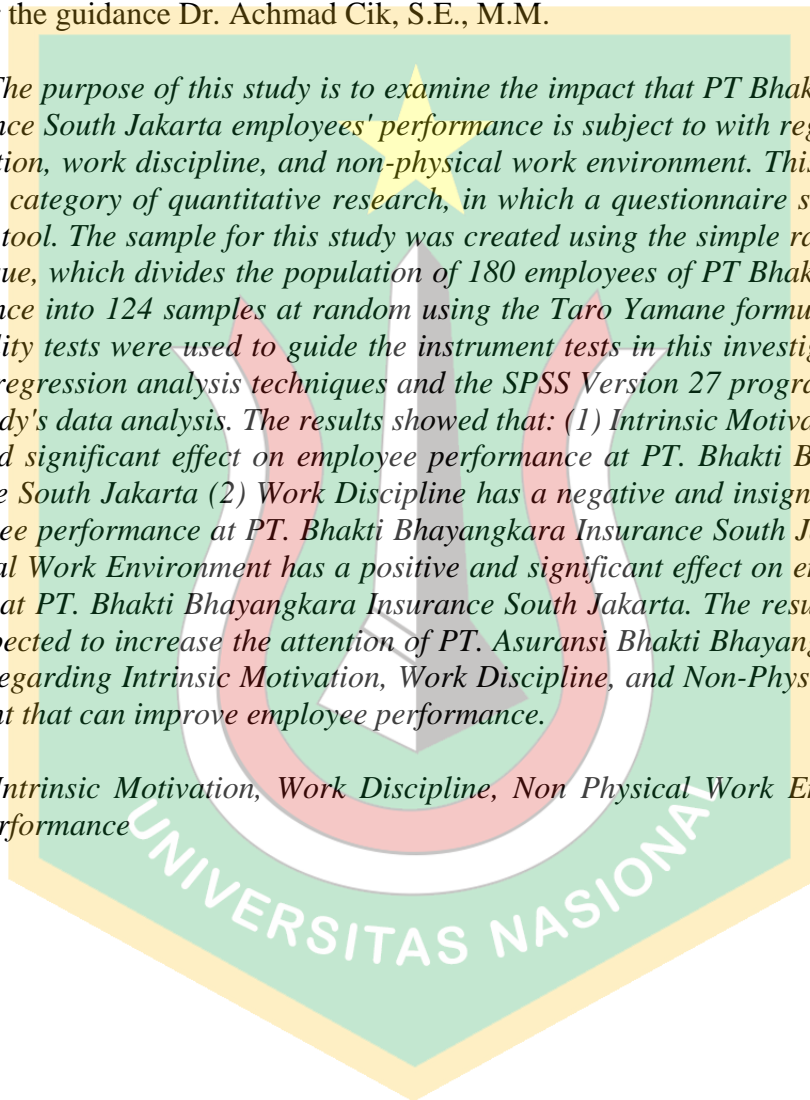 the guidance Dr. Achmad Cik, S.E., M.M.
The purpose of this study is to examine the impact that PT Bhak
nce South Jakarta employees' performance is subject to with reg
tion, work discipline, and non-physical work environment. This
category of quantitative research, in which a questionnaire s
tool. The sample for this study was created using the simple ra
ue, which divides the population of 180 employees of PT Bhak
nce into 124 samples at random using the Taro Yamane formu
lity tests were used to guide the instrument tests in this investig
regression analysis techniques and the SPSS Version 27 progra
dy's data analysis. The results showed that: (1) Intrinsic Motiva
d significant effect on employee performance at PT. Bhakti B
e South Jakarta (2) Work Discipline has a negative and insign
ee performance at PT. Bhakti Bhayangkara Insurance South J
al Work Environment has a positive and significant effect on e
at PT. Bhakti Bhayangkara Insurance South Jakarta. The resu
pected to increase the attention of PT. Asuransi Bhakti Bhayang
egarding Intrinsic Motivation, Work Discipline, and Non-Phys
nt that can improve employee performance.
Intrinsic Motivation, Work Discipline, Non Physical Work E
rformance
UNIVERSITAS NASIONAL